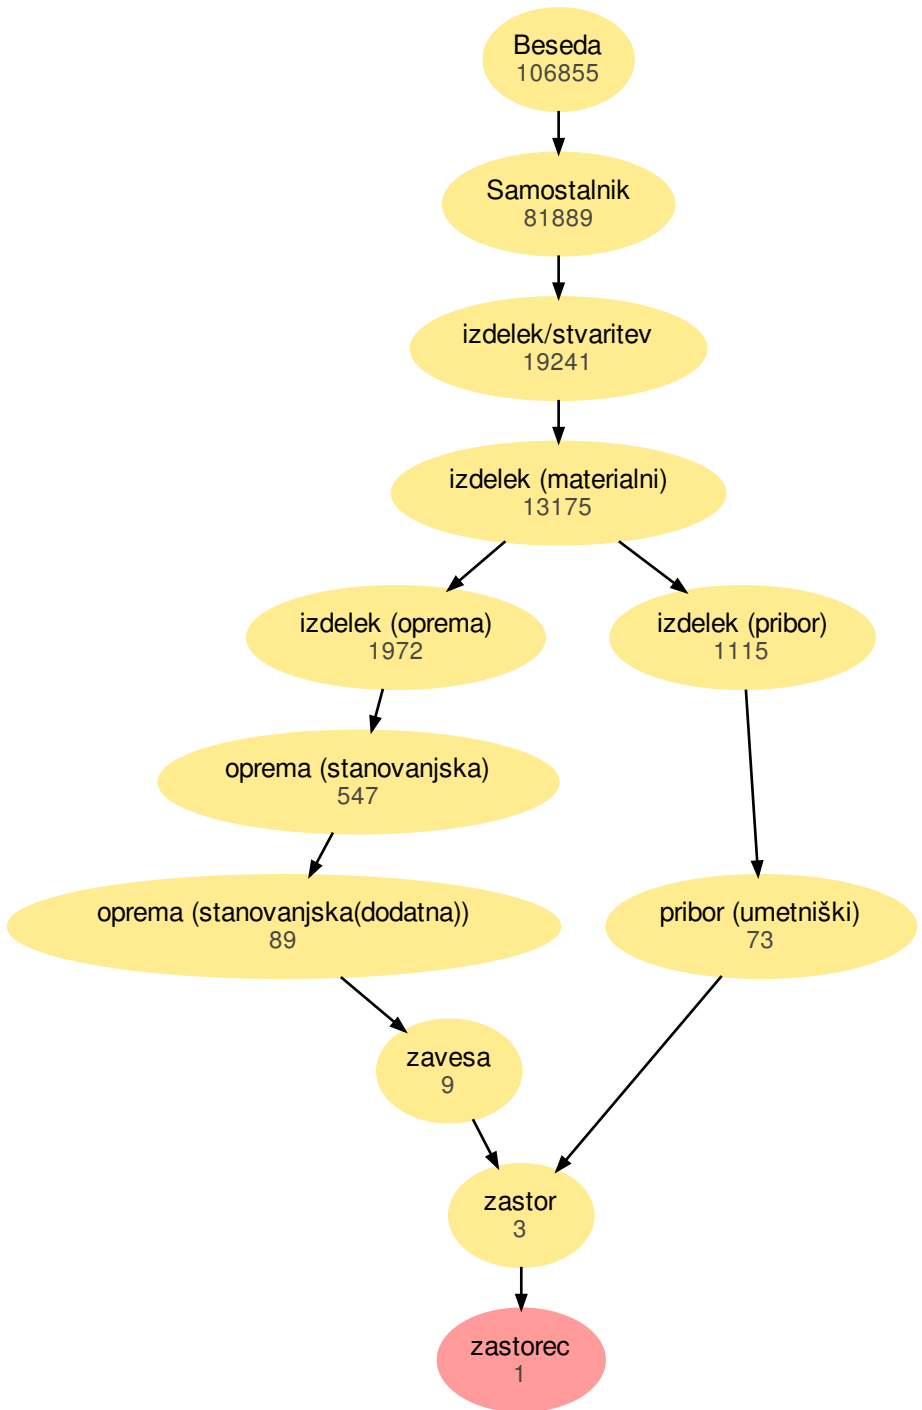 Beseda
106855
Samostalnik
81889
izdelek/stvaritev
19241
izdelek (materialni)
13175
izdelek (oprema)
1972
izdelek (pribor)
1115
oprema (stanovanjska)
547
oprema (stanovanjska(dodatna))
89
pribor (umetniški)
73
zavesa
9
zastor
3
zastorec
1